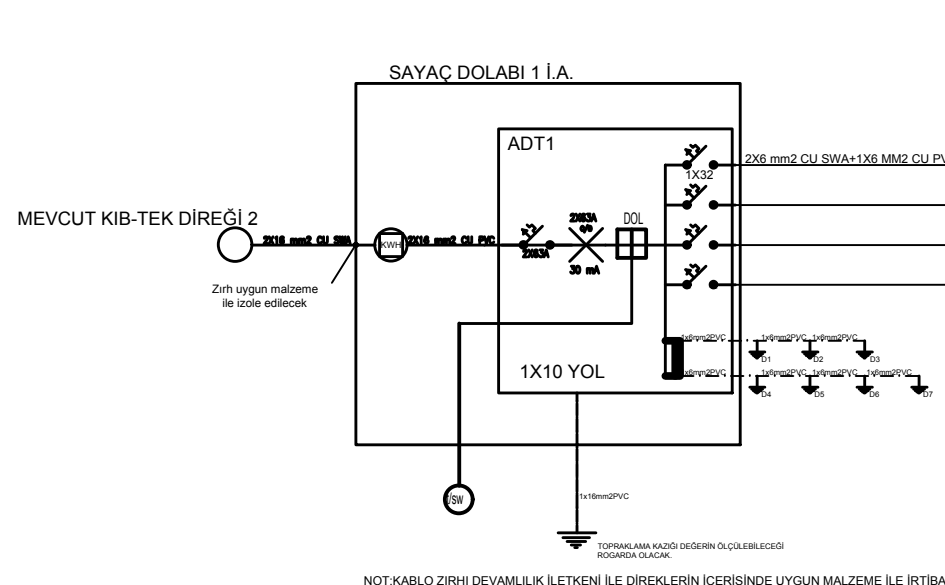 SAYAÇ DOLABI 1 İ.A.
ADT1
2X6 mm2 CU SWA+1X6 MM2 CU PV
1X32
MEVCUT KIB-TEK DİREĞİ 2
2X16 mm2 CU SWA
KWH
2X16 mm2 CU PVC
2X63A
2X63A
30 mA
DOL
Zırh uygun malzeme
ile izole edilecek
1x6mm2PVC 1x6mm2PVC 1x6mm2PVC
D1 D2 D3
1X10 YOL
1x6mm2PVC 1x6mm2PVC 1x6mm2PVC 1x6mm2PVC
D4 D5 D6 D7
/SW
1x16mm2PVC
TOPRAKLAMA KAZIĞI DEĞERİN ÖLÇÜLEBİLECEĞİ
ROGARDA OLACAK.
NOT:KABLO ZIRHI DEVAMLILIK İLETKENİ İLE DİREKLERİN İÇERİSİNDE UYGUN MALZEME İLE İRTİBA